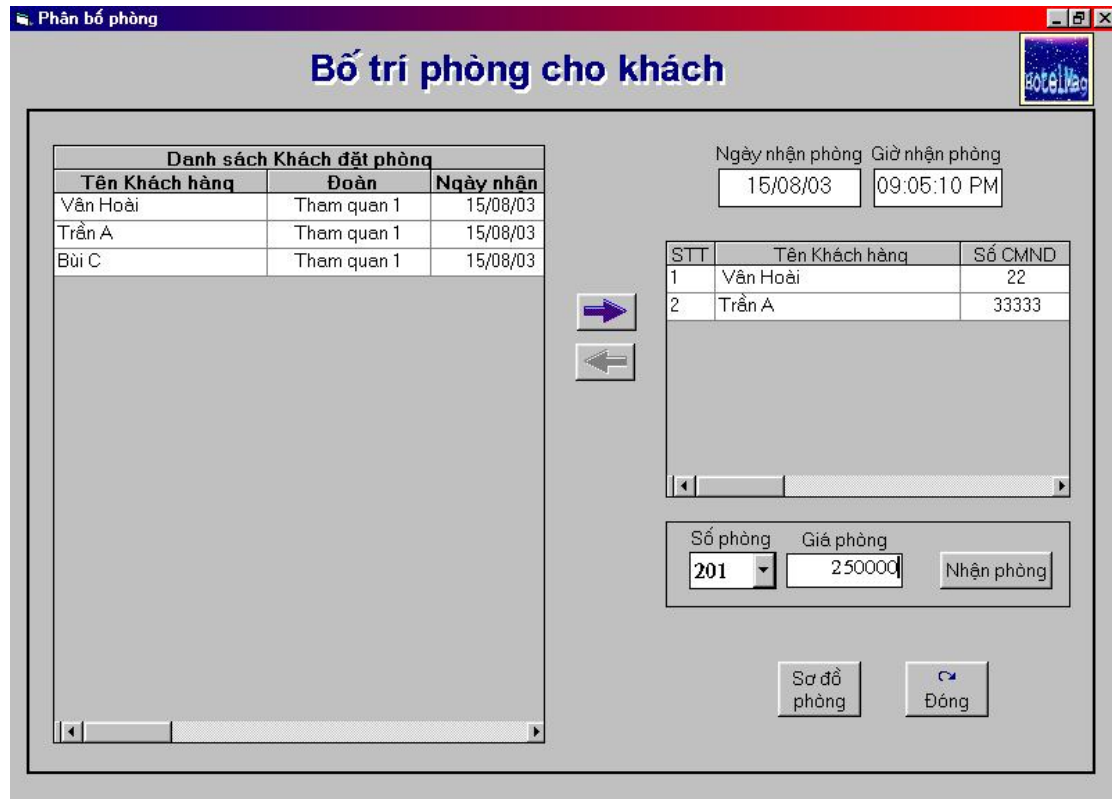 Phân bố phòng
Bố trí phòng cho khách
HotelMag
Danh sách Khách đặt phòng
Tên Khách hàng Đoàn Ngày nhận
Vân Hoài Tham quan 1 15/08/03
Trần A Tham quan 1 15/08/03
Bùi C Tham quan 1 15/08/03
Ngày nhận phòng Giờ nhận phòng
15/08/03 09:05:10 PM
STT Tên Khách hàng Số CMND
1 Vân Hoài 22
2 Trần A 33333
Số phòng Giá phòng
201 250000 Nhận phòng
Sơ đồ
phòng
Đóng